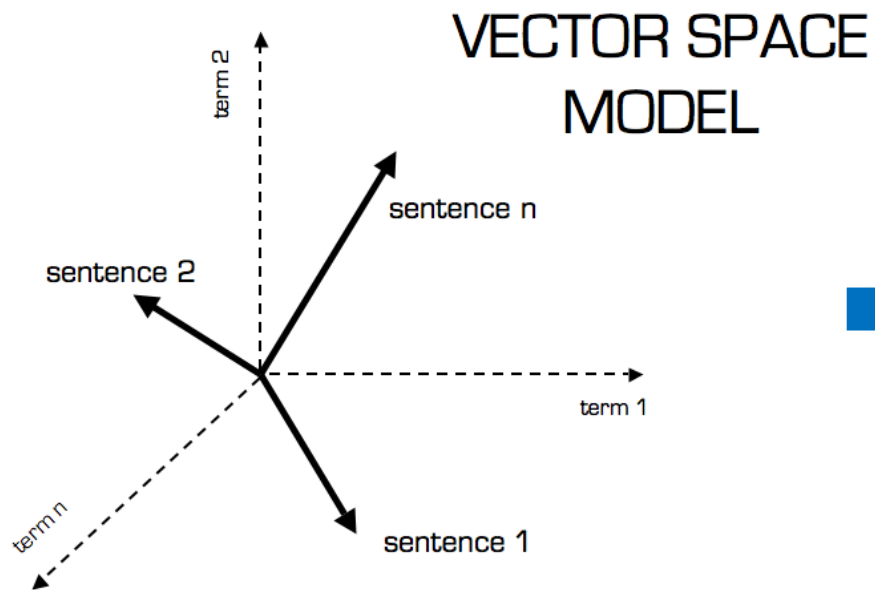 VECTOR SPACE
MODEL
term 2
sentence n
sentence 2
term 1
term n
sentence 1